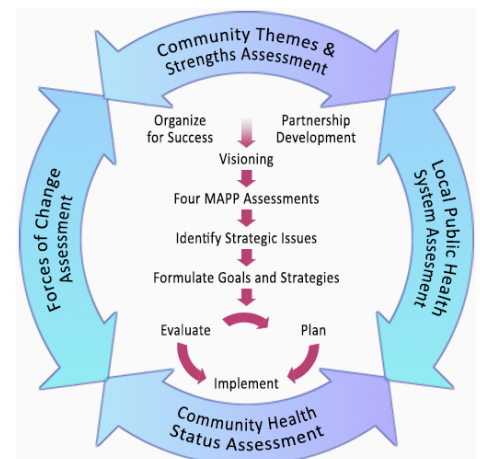 Community Themes &
Strengths Assessment
Organize
for Success
Partnership
Development
Visioning
Four MAPP Assessments
Identify Strategic Issues
Formulate Goals and Strategies
Evaluate
Plan
Implement
Forces of Change
Assessment
Local Public Health
System Assesment
Community Health
Status Assessment